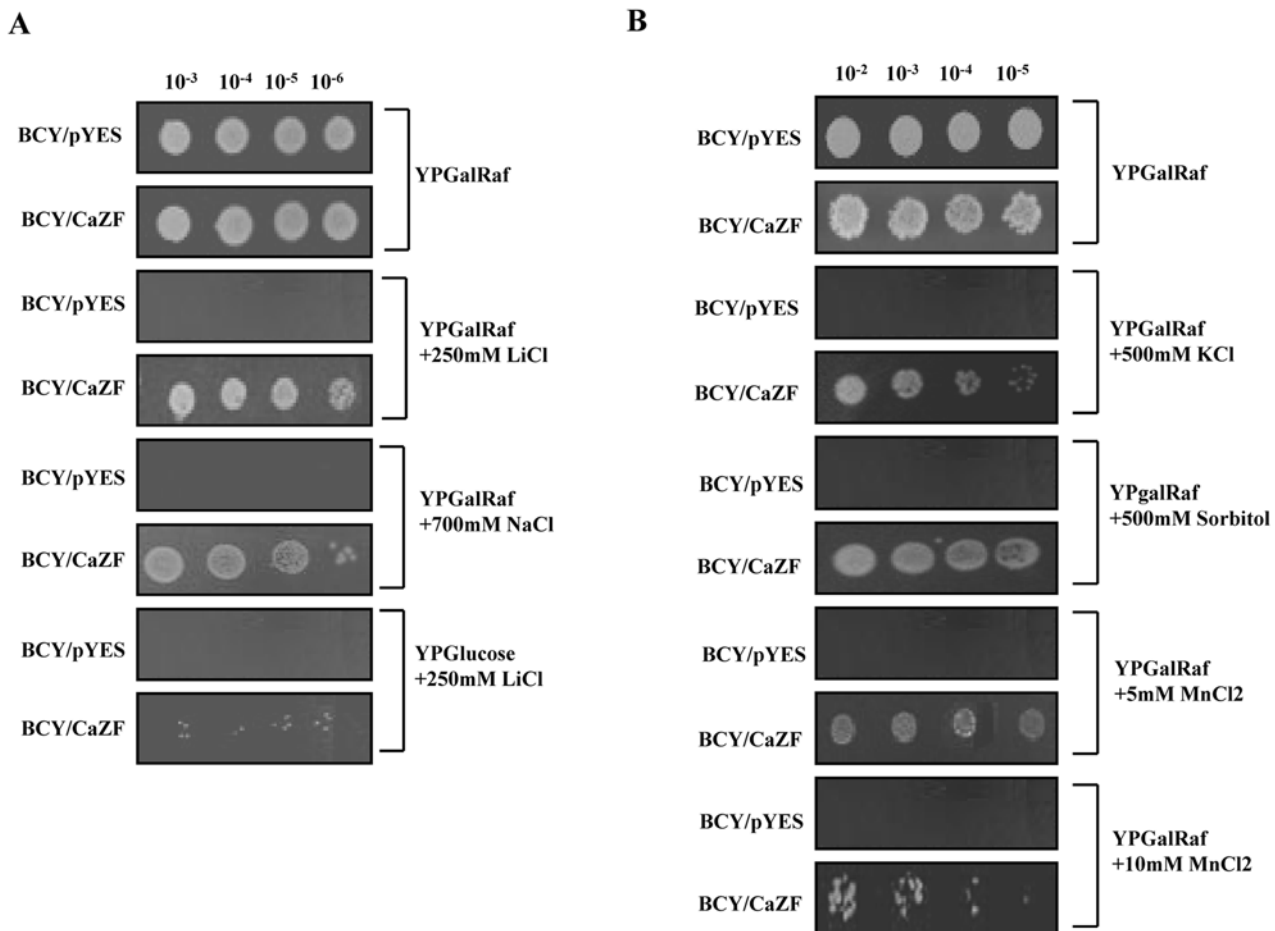 A
10-3 10-4 10-5 10-6
BCY/pYES
YPGalRaf
BCY/CaZF
BCY/pYES
YPGalRaf
+250mM LiCl
BCY/CaZF
BCY/pYES
YPGalRaf
+700mM NaCl
BCY/CaZF
BCY/pYES
YPGlucose
+250mM LiCl
BCY/CaZF
B
10-2 10-3 10-4 10-5
BCY/pYES
YPGalRaf
BCY/CaZF
BCY/pYES
YPGalRaf
+500mM KCl
BCY/CaZF
BCY/pYES
YPgalRaf
+500mM Sorbitol
BCY/CaZF
BCY/pYES
YPGalRaf
+5mM MnCl2
BCY/CaZF
BCY/pYES
YPGalRaf
+10mM MnCl2
BCY/CaZF